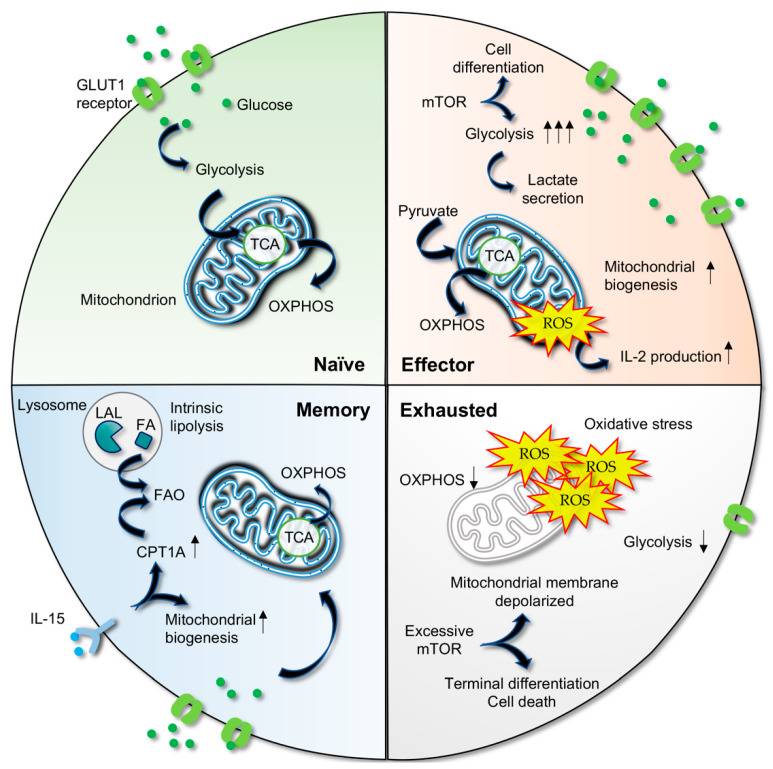 GLUT1
receptor
Glucose
Glycolysis
TCA
Mitochondrion
OXPHOS
Naïve
Cell
differentiation
mTOR
Glycolysis
Lactate
secretion
Pyruvate
TCA
Mitochondrial
biogenesis
OXPHOS
ROS
IL-2 production
Effector
Memory
Lysosome
LAL
FA
Intrinsic
lipolysis
FAO
OXPHOS
TCA
CPT1A
IL-15
Mitochondrial
biogenesis
Exhausted
Oxidative stress
ROS
ROS
ROS
OXPHOS
Glycolysis
Mitochondrial membrane
depolarized
Excessive
mTOR
Terminal differentiation
Cell death